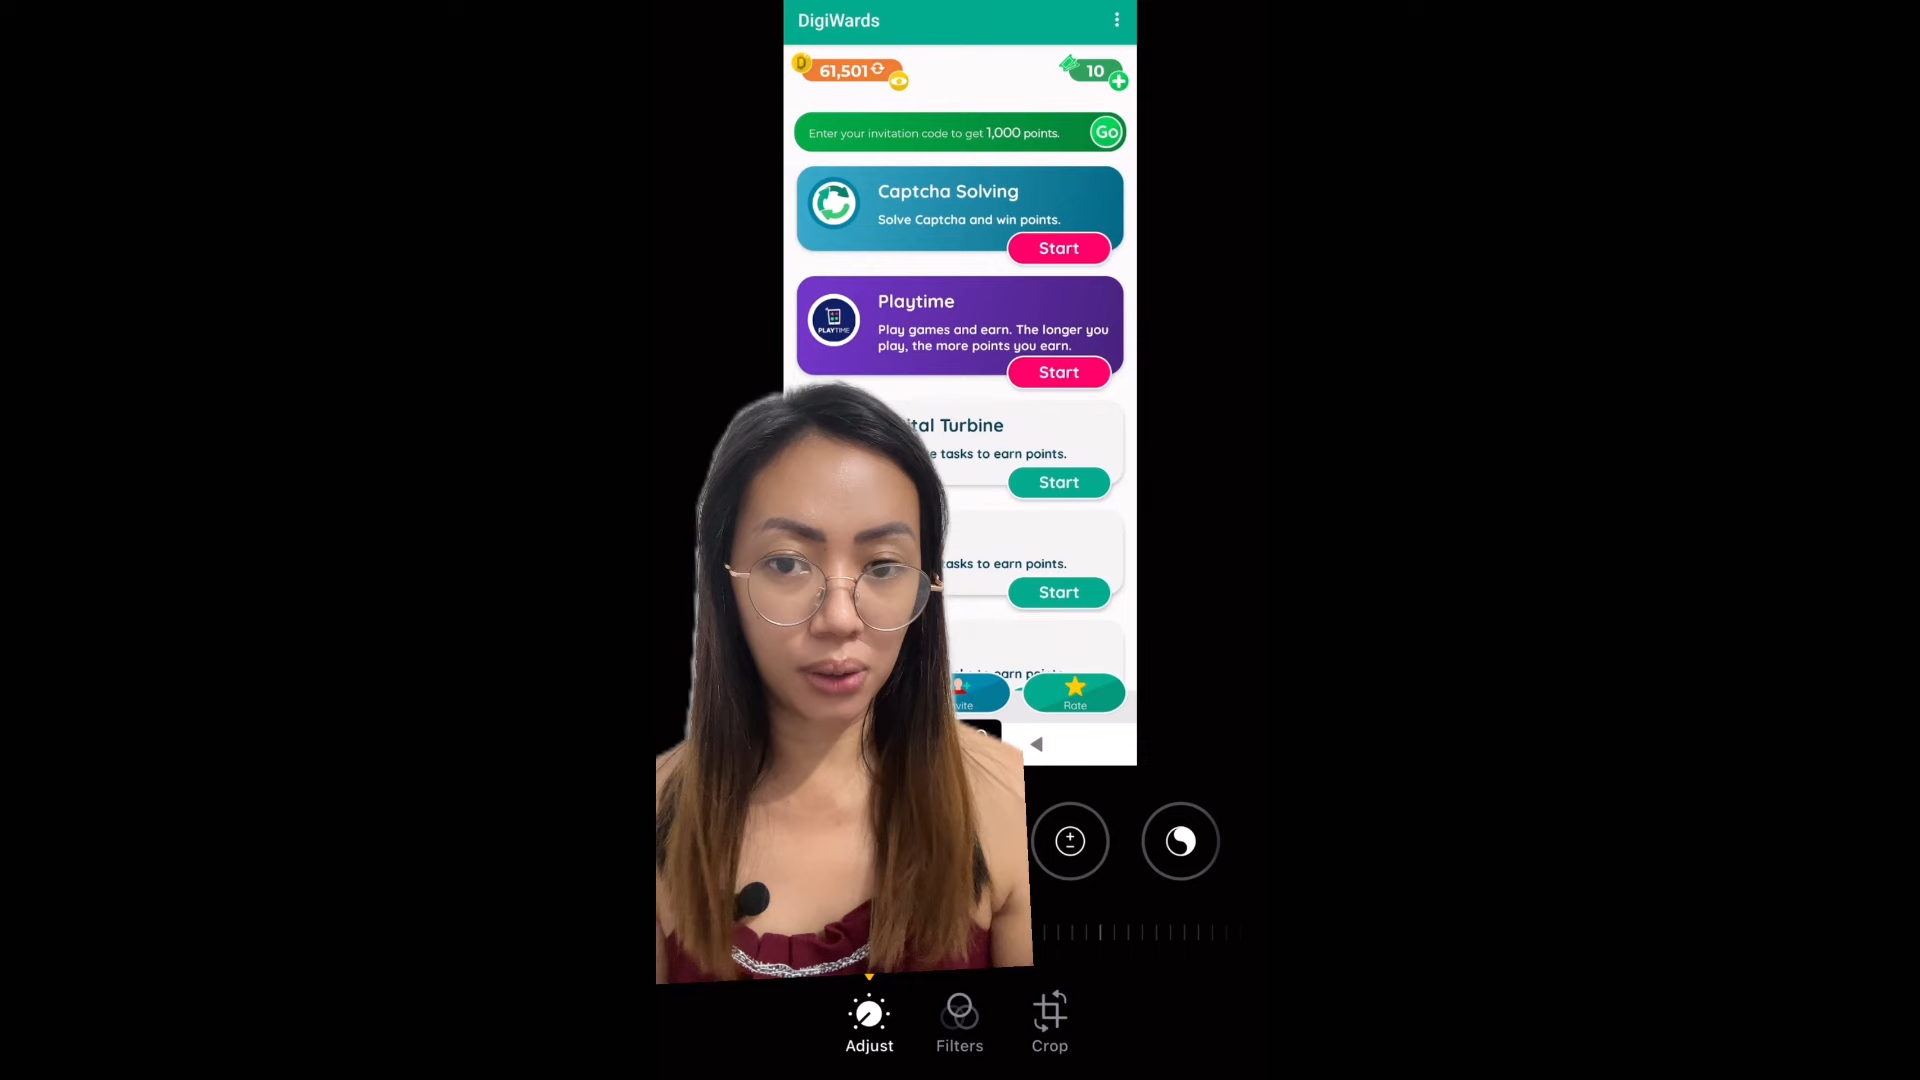 DigiWards
61,501
10
Enter your invitation code to get 1,000 points.
Go
Captcha Solving
Solve Captcha and win points.
Start
PLAYTIME
Playtime
Play games and earn. The longer you
play, the more points you earn.
Start
ital Turbine
e tasks to earn points.
Start
tasks to earn points.
Start
Rate
Adjust
Filters
Crop